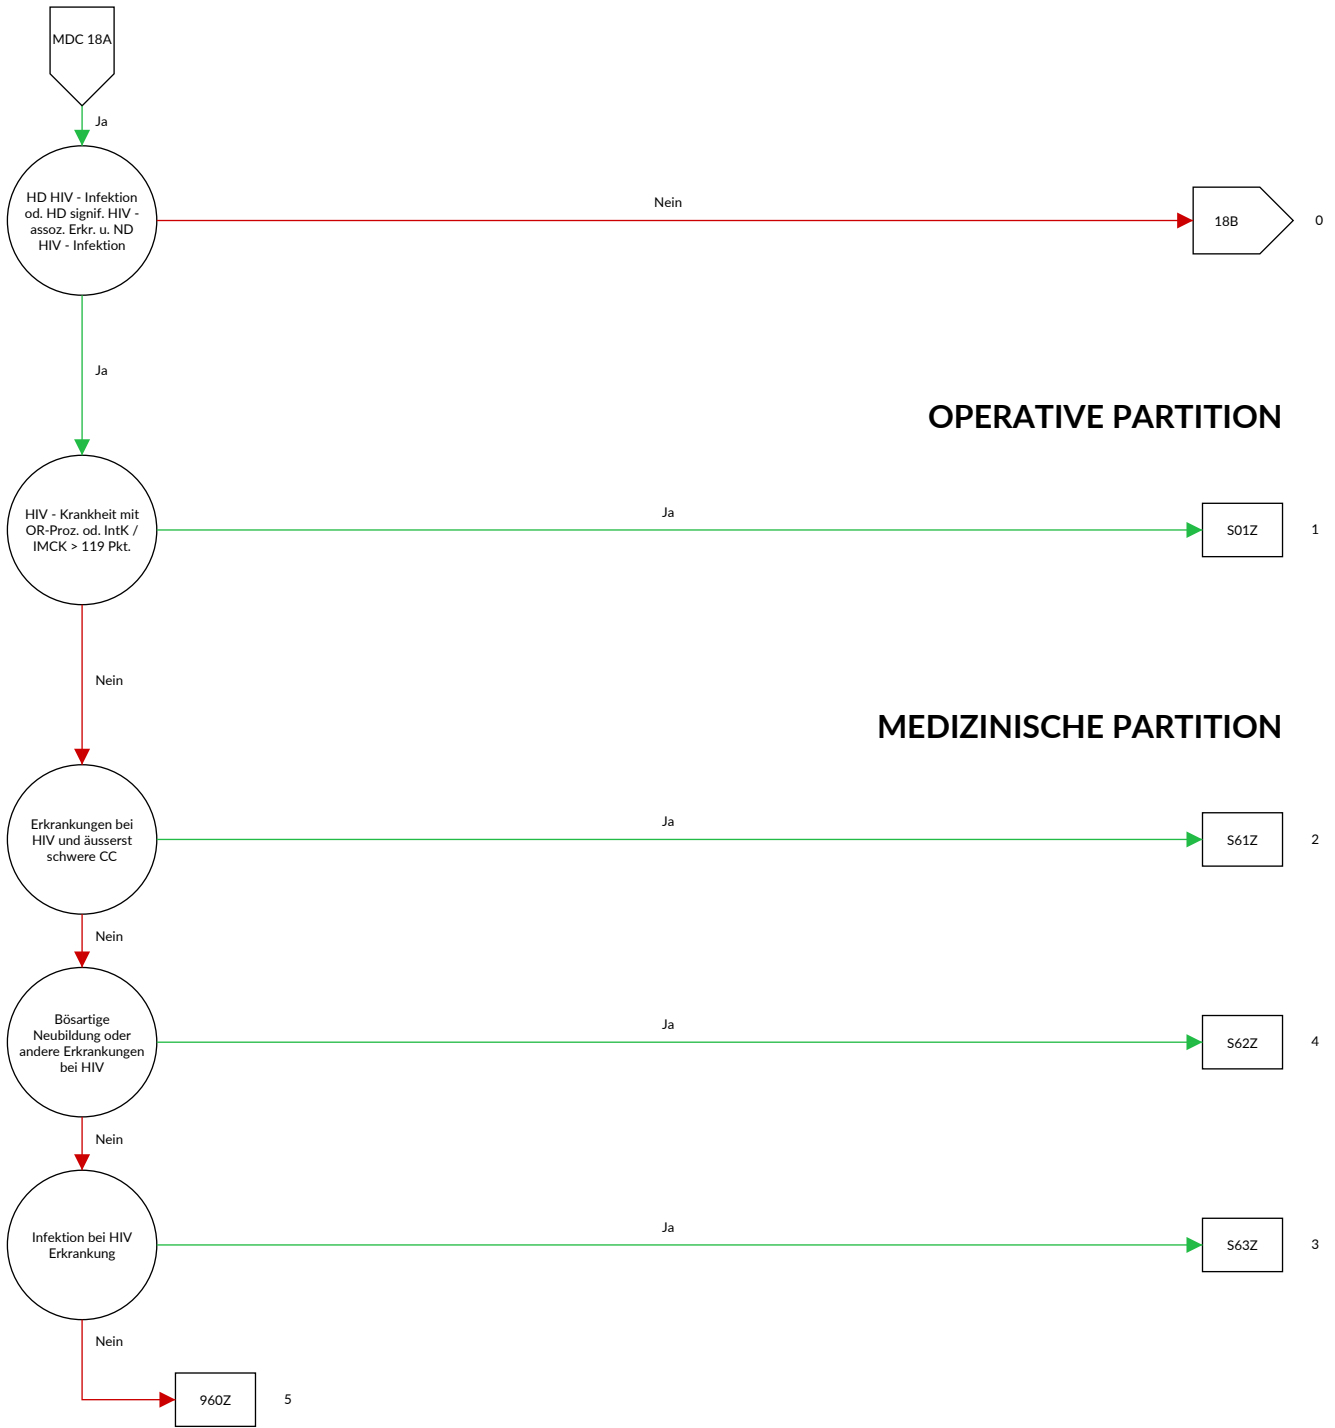 MDC 18A
Ja
HD HIV - Infektion
od. HD signif. HIV -
assoz. Erkr. u. ND
HIV - Infektion
Nein
18B
0
Ja
OPERATIVE PARTITION
HIV - Krankheit mit
OR-Proz. od. IntK /
IMCK > 119 Pkt.
Ja
S01Z
1
Nein
MEDIZINISCHE PARTITION
Erkrankungen bei
HIV und äusserst
schwere CC
Ja
S61Z
2
Nein
Bösartige
Neubildung oder
andere Erkrankungen
bei HIV
Ja
S62Z
4
Nein
Infektion bei HIV
Erkrankung
Ja
S63Z
3
Nein
960Z
5